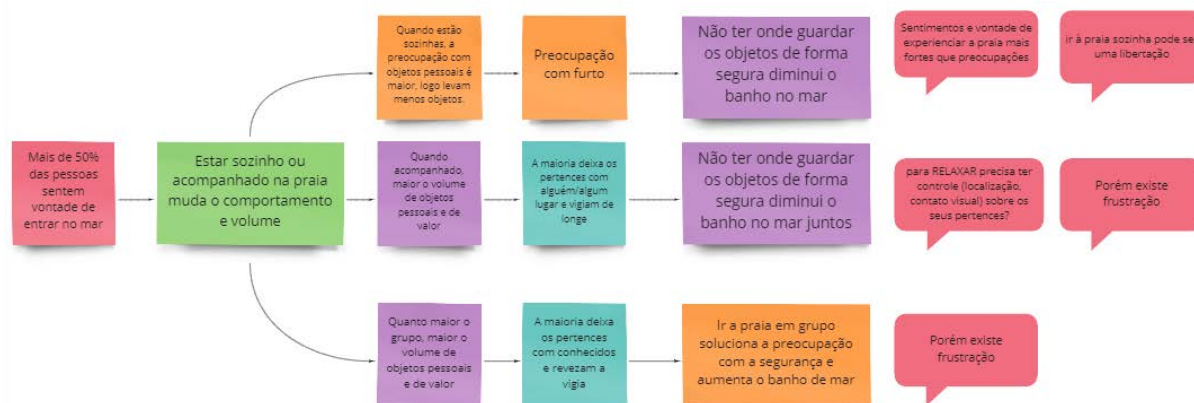 Quando estão
sozinhas, a
preocupação com
objetos pessoais é
maior, logo levam
menos objetos.
Preocupação
com furto
Não ter onde guardar
os objetos de forma
segura diminui o
banho no mar
Sentimentos e vontade de
experienciar a praia mais
fortes que preocupações
ir à praia sozinha pode se
uma libertação
Mais de 50%
das pessoas
sentem
vontade de
entrar no mar
Estar sozinho ou
acompanhado na praia
muda o comportamento
e volume
Quando
acompanhado,
maior o volume
de objetos
pessoais e de
valor
A maioria deixa os
pertences com
alguém/algum
lugar e vigiam de
longe
Não ter onde guardar
os objetos de forma
segura diminui o
banho no mar juntos
para RELAXAR precisa ter
controle (localização,
contato visual) sobre os
seus pertences?
Porém existe
frustração
Quanto maior o
grupo, maior o
volume de
objetos pessoais
e de valor
A maioria deixa
os pertences
com conhecidos
e revezam a
vigia
Ir a praia em grupo
soluciona a preocupação
com a segurança e
aumenta o banho de mar
Porém existe
frustração